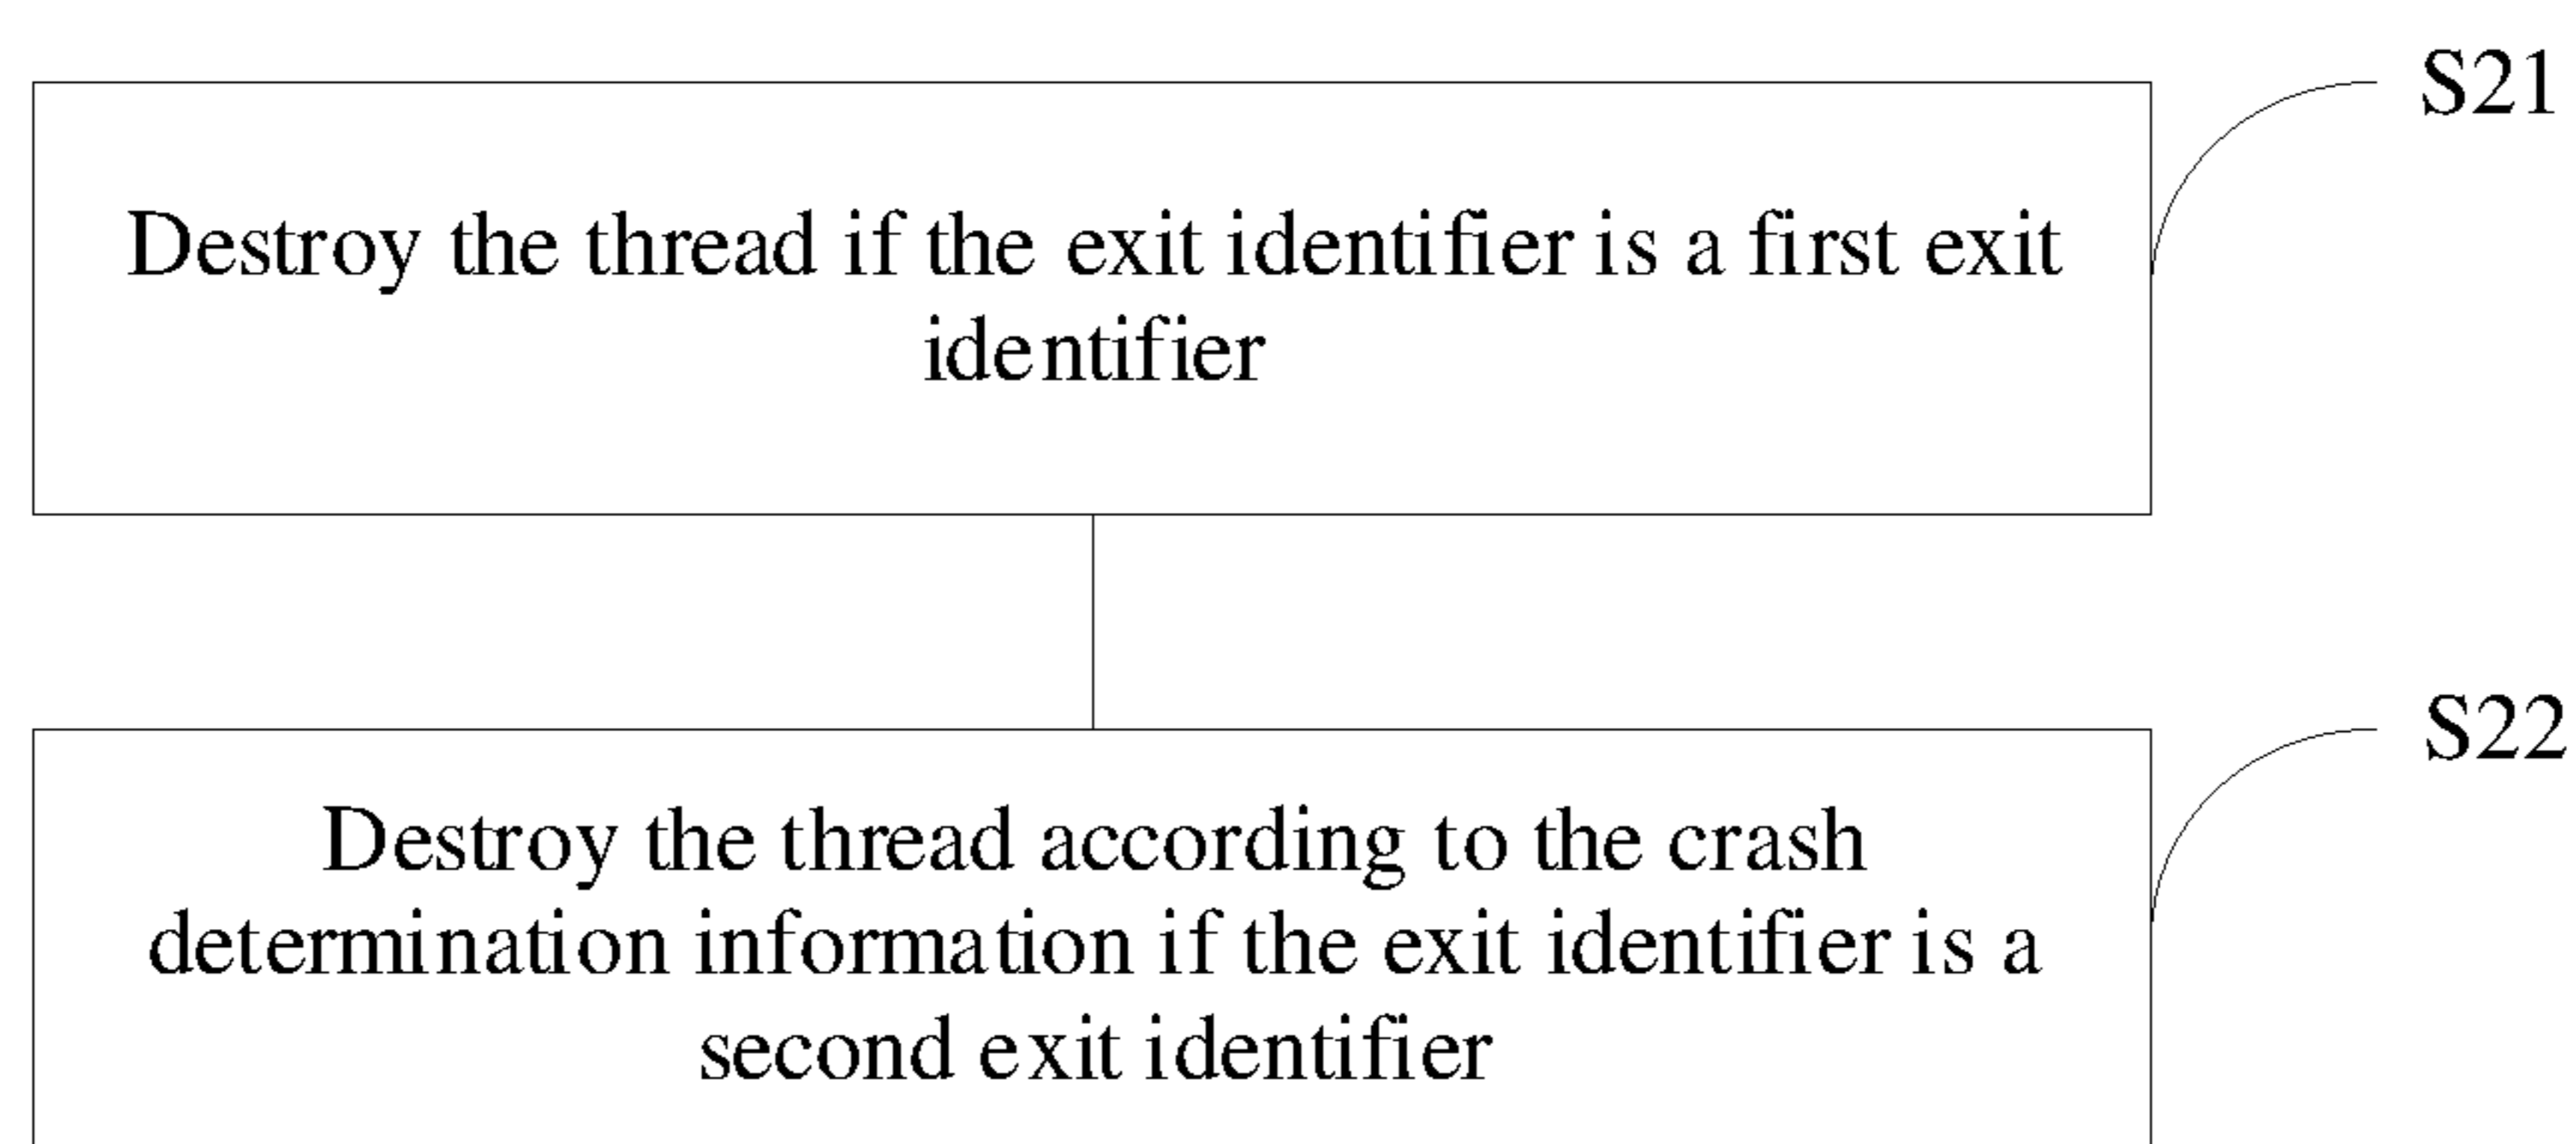 S21
Destroy the thread if the exit identifier is a first exit
identifier
S22
Destroy the thread according to the crash
determination information if the exit identifier is a
second exit identifier